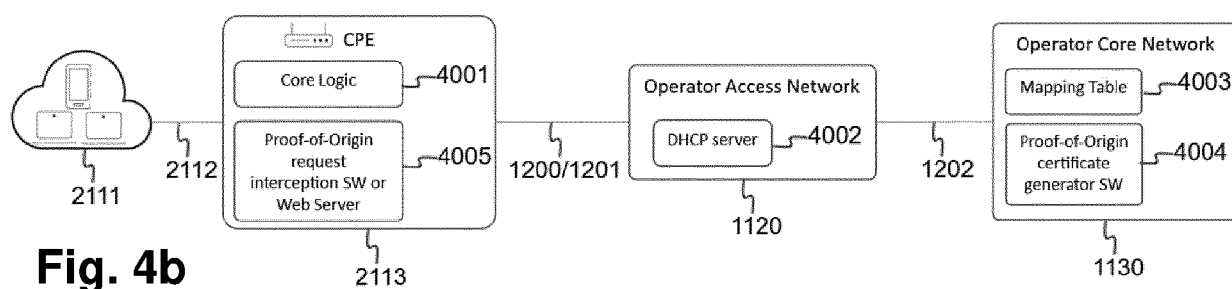 CPE
Core Logic
4001
Proof-of-Origin
request
interception SW or
Web Server
4005
2111
2112
2113
1200/1201
Operator Access Network
DHCP server
4002
1120
1202
Operator Core Network
Mapping Table
4003
Proof-of-Origin
certificate
generator SW
4004
1130
Fig. 4b